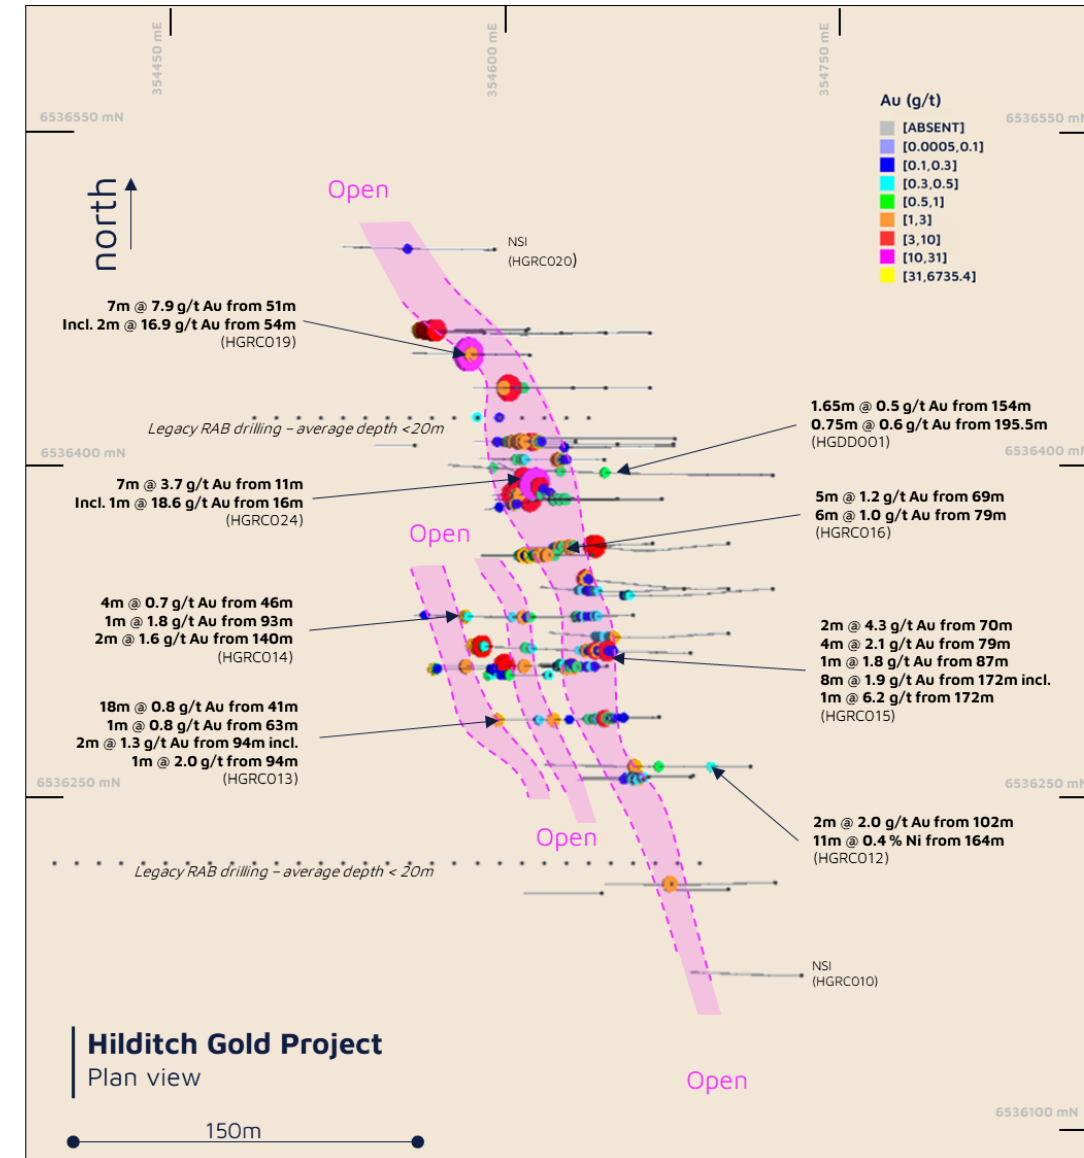 354450 mE
354600 mE
354750 mE
6536550 mN
6536550 mN
Au (g/t)
[ABSENT]
[0.0005,0.1]
[0.1,0.3]
[0.3,0.5]
[0.5,1]
[1,3]
[3,10]
[10,31]
[31,6735.4]
north
Open
NSI
(HGRC020)
7m @ 7.9 g/t Au from 51m
Incl. 2m @ 16.9 g/t Au from 54m
(HGRC019)
Legacy RAB drilling – average depth <20m
1.65m @ 0.5 g/t Au from 154m
0.75m @ 0.6 g/t Au from 195.5m
(HGDD001)
6536400 mN
6536400 mN
7m @ 3.7 g/t Au from 11m
Incl. 1m @ 18.6 g/t Au from 16m
(HGRC024)
5m @ 1.2 g/t Au from 69m
6m @ 1.0 g/t Au from 79m
(HGRC016)
Open
4m @ 0.7 g/t Au from 46m
1m @ 1.8 g/t Au from 93m
2m @ 1.6 g/t Au from 140m
(HGRC014)
2m @ 4.3 g/t Au from 70m
4m @ 2.1 g/t Au from 79m
1m @ 1.8 g/t Au from 87m
8m @ 1.9 g/t Au from 172m incl.
1m @ 6.2 g/t from 172m
(HGRC015)
18m @ 0.8 g/t Au from 41m
1m @ 0.8 g/t Au from 63m
2m @ 1.3 g/t Au from 94m incl.
1m @ 2.0 g/t from 94m
(HGRC013)
6536250 mN
6536250 mN
2m @ 2.0 g/t Au from 102m
11m @ 0.4 % Ni from 164m
(HGRC012)
Open
Legacy RAB drilling – average depth < 20m
NSI
(HGRC010)
Hilditch Gold Project
Plan view
Open
6536100 mN
150m